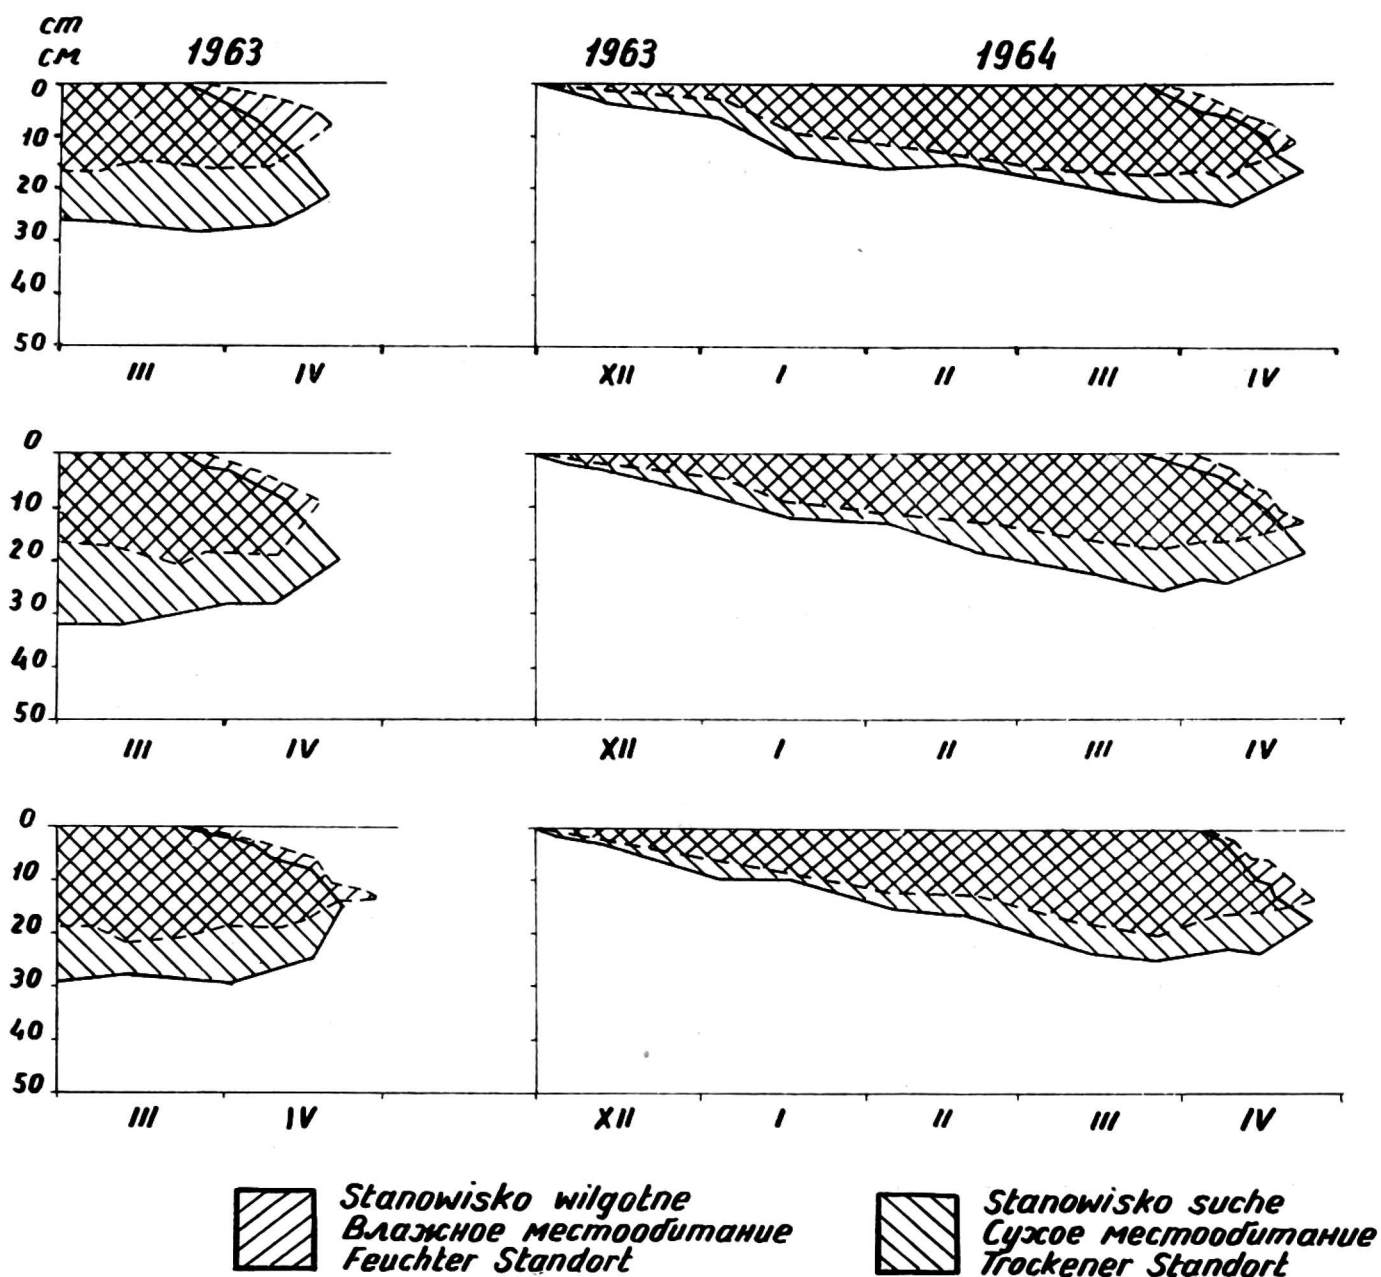 cm
см
1963
1963
1964
0
10
20
30
40
50
III
IV
XII
I
II
III
IV
0
10
20
30
40
50
III
IV
XII
I
II
III
IV
0
10
20
30
40
50
III
IV
XII
I
II
III
IV
Stanowisko wilgotne
Влажное местообитание
Feuchter Standort
Stanowisko suche
Сухое местообитание
Trockener Standort